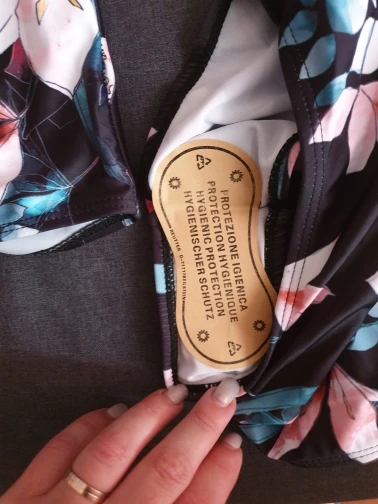 PROTEZIONE IGIENICA
PROTECTION HYGIENIQUE
HYGIENIC PROTECTION
HYGIENISCHER SCHUTZ